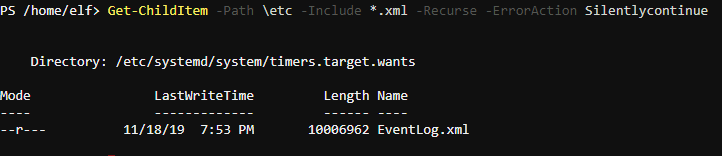 PS /home/elf> Get-ChildItem -Path \etc -Include *.xml -Recurse -ErrorAction Silentlycontinue
Directory: /etc/systemd/system/timers.target.wants
Mode LastWriteTime Length Name
---- ------------- ------ ----
--r--- 11/18/19 7:53 PM 10006962 EventLog.xml